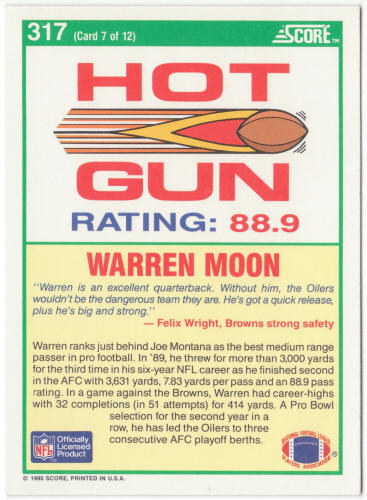 317 (Card 7 of 12)
SCORE™
HOT
GUN
RATING: 88.9
WARREN MOON
"Warren is an excellent quarterback. Without him, the Oilers
wouldn't be the dangerous team they are. He's got a quick release,
plus he's big and strong."
— Felix Wright, Browns strong safety
Warren ranks just behind Joe Montana as the best medium range
passer in pro football. In '89, he threw for more than 3,000 yards
for the third time in his six-year NFL career as he finished second
in the AFC with 3,631 yards, 7.83 yards per pass and an 88.9 pass
rating. In a game against the Browns, Warren had career-highs
with 32 completions (in 51 attempts) for 414 yards. A Pro Bowl
selection for the second year in a
row, he has led the Oilers to three
consecutive AFC playoff berths.
NFL
Officially
Licensed
Product
NATIONAL FOOTBALL LEAGUE
PLAYERS ASSOCIATION
© 1990 SCORE, PRINTED IN U.S.A.